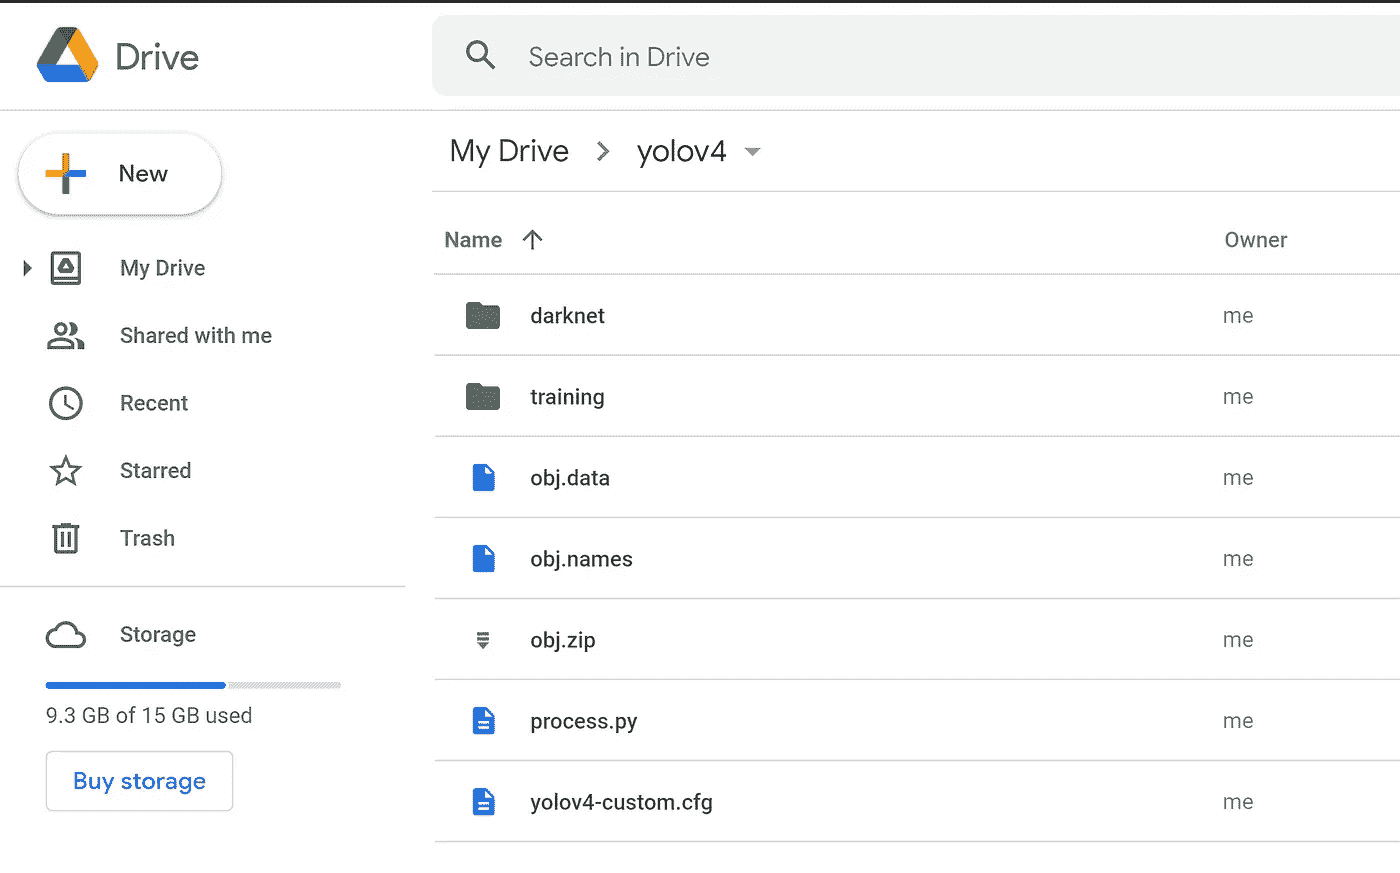 Drive
Search in Drive
New
My Drive
Shared with me
Recent
Starred
Trash
Storage
9.3 GB of 15 GB used
Buy storage
My Drive > yolov4
Name Owner
darknet me
training me
obj.data me
obj.names me
obj.zip me
process.py me
yolov4-custom.cfg me